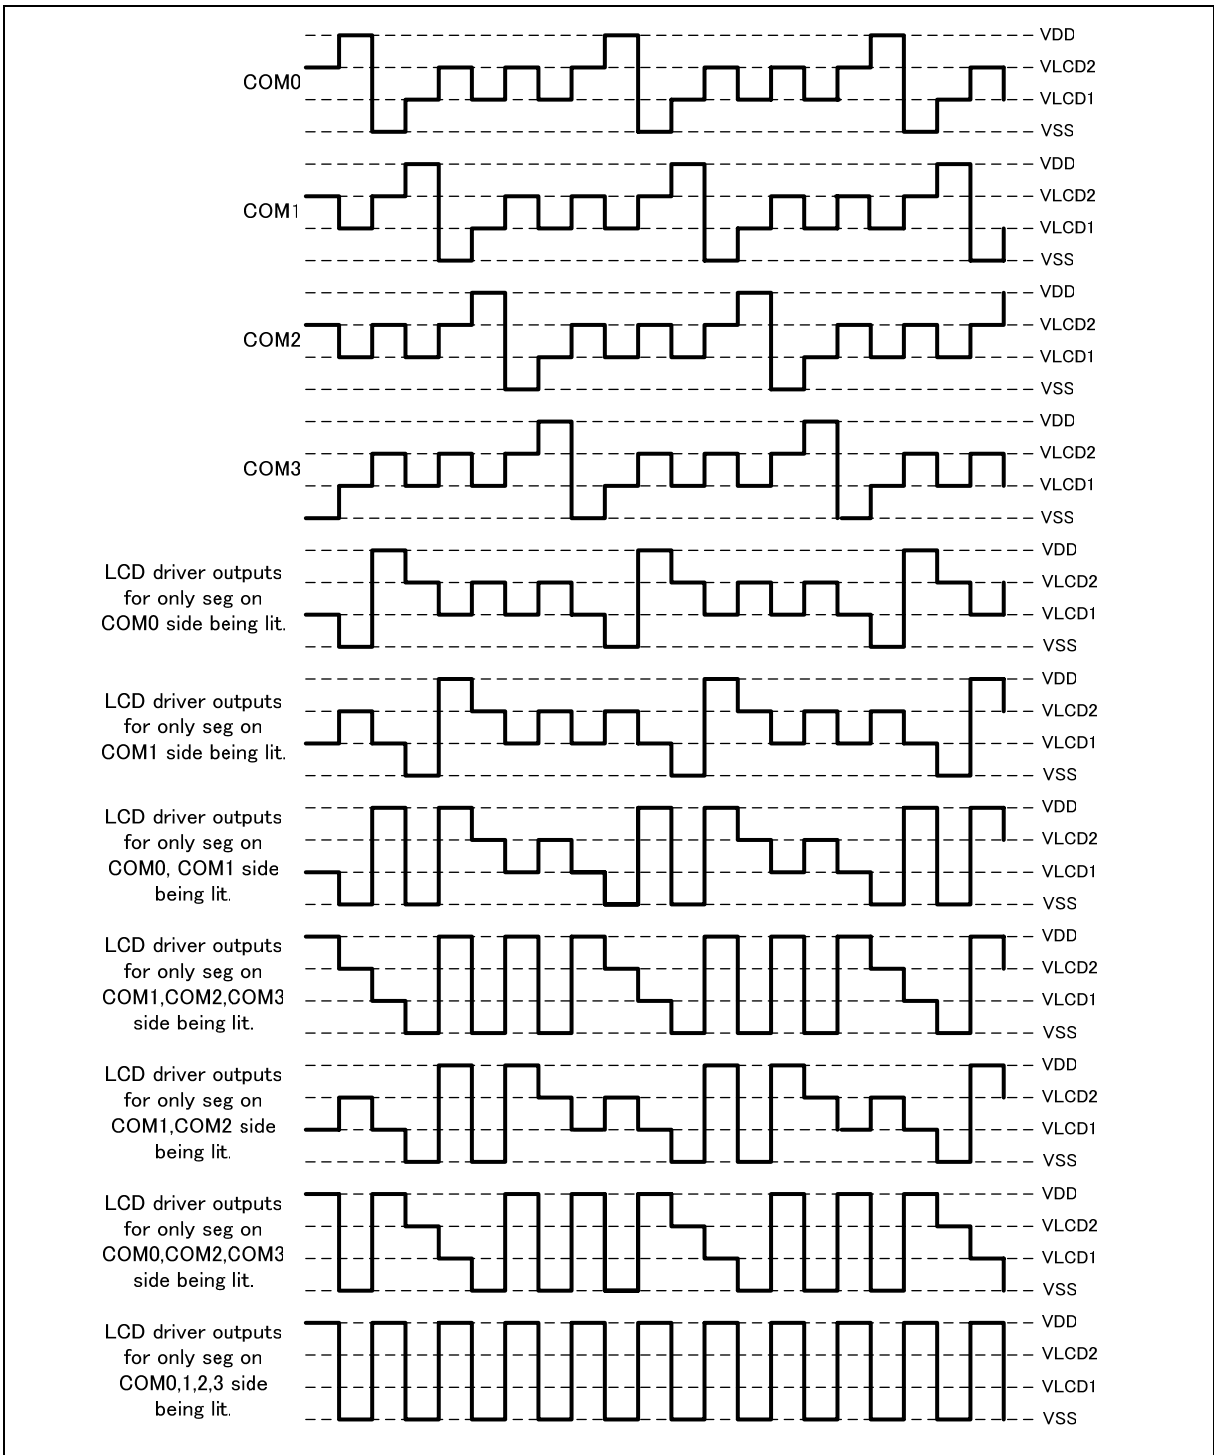 VDD
VLCD2
COM0
VLCD1
VSS
VDD
VLCD2
COM1
VLCD1
VSS
VDD
VLCD2
COM2
VLCD1
VSS
VDD
VLCD2
COM3
VLCD1
VSS
VDD
LCD driver outputs
VLCD2
for only seg on
VLCD1
COM0 side being lit.
VSS
VDD
LCD driver outputs
VLCD2
for only seg on
VLCD1
COM1 side being lit.
VSS
VDD
LCD driver outputs
VLCD2
for only seg on
COM0, COM1 side
VLCD1
being lit.
VSS
VDD
LCD driver outputs
VLCD2
for only seg on
COM1,COM2,COM3
VLCD1
side being lit.
VSS
VDD
LCD driver outputs
VLCD2
for only seg on
COM1,COM2 side
VLCD1
being lit.
VSS
VDD
LCD driver outputs
VLCD2
for only seg on
COM0,COM2,COM3
VLCD1
side being lit.
VSS
VDD
LCD driver outputs
VLCD2
for only seg on
COM0,1,2,3 side
VLCD1
being lit.
VSS